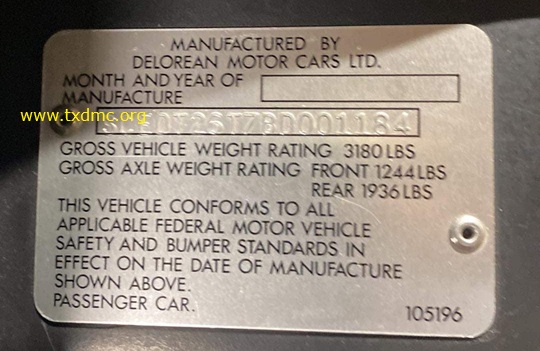 MANUFACTURED BY
DELOREAN MOTOR CARS LTD.
MONTH AND YEAR OF
MANUFACTURE
www.txdmc.org
SCEDT26T7BD001184
GROSS VEHICLE WEIGHT RATING 3180 LBS
GROSS AXLE WEIGHT RATING FRONT 1244 LBS
REAR 1936 LBS
THIS VEHICLE CONFORMS TO ALL
APPLICABLE FEDERAL MOTOR VEHICLE
SAFETY AND BUMPER STANDARDS IN
EFFECT ON THE DATE OF MANUFACTURE
SHOWN ABOVE.
PASSENGER CAR.
105196